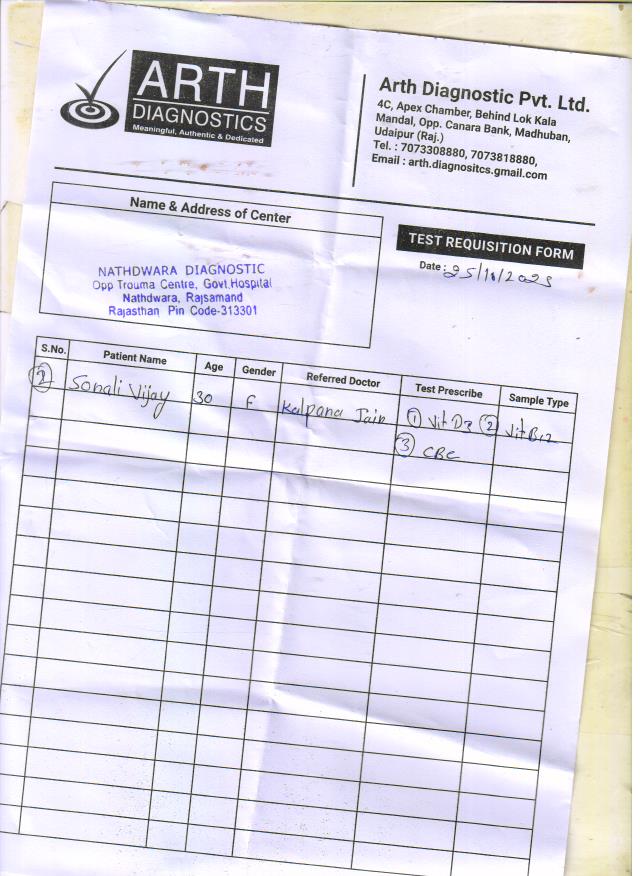 ARTH
DIAGNOSTICS
Meaningful, Authentic & Dedicated
Arth Diagnostic Pvt. Ltd.
4C, Apex Chamber, Behind Lok Kala
Mandal, Opp. Canara Bank, Madhuban,
Udaipur (Raj.)
Tel. : 7073308880, 7073818880,
Email : arth.diagnositcs.gmail.com
Name & Address of Center
NATHDWARA DIAGNOSTIC
Opp Trouma Centre, Govt.Hospital
Nathdwara, Rajsamand
Rajasthan Pin Code-313301
TEST REQUISITION FORM
Date : 25/10/2025
S.No. Patient Name Age Gender Referred Doctor Test Prescribe Sample Type
2 Sonali Vijay 30 F Kalpana Jain 1 Vit D3 2 Vit B12
3 CBC